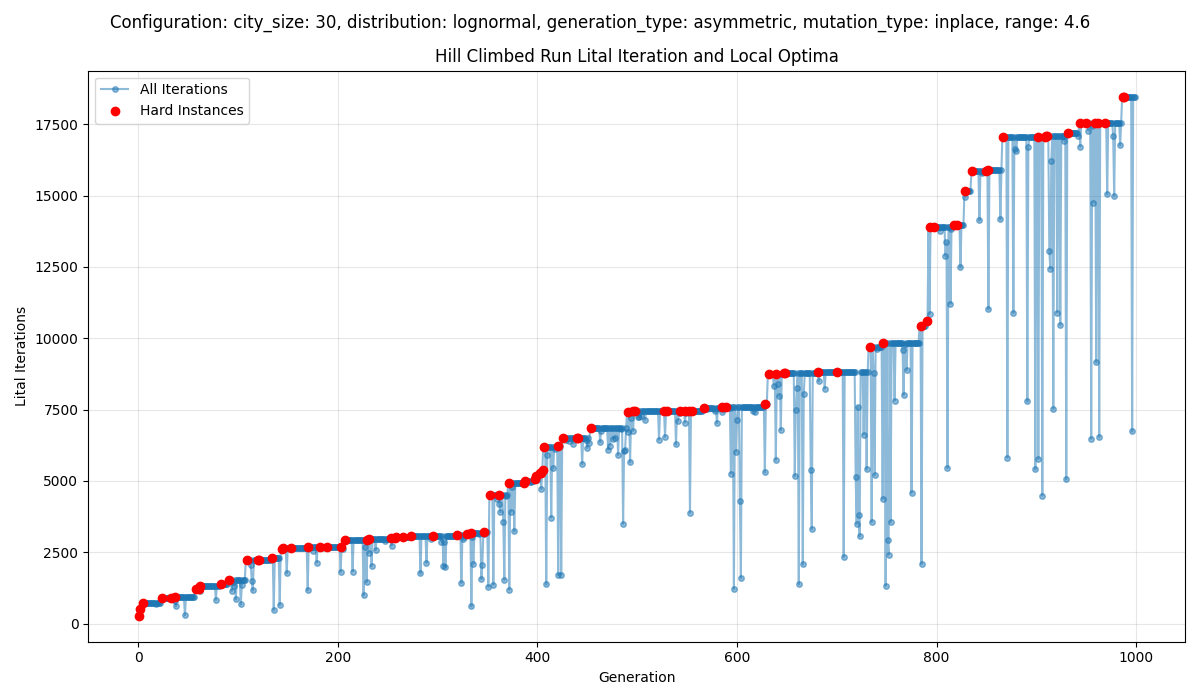 Configuration: city_size: 30, distribution: lognormal, generation_type: asymmetric, mutation_type: inplace, range: 4.6
Hill Climbed Run Lital Iteration and Local Optima
All Iterations
Hard Instances
17500
15000
12500
10000
7500
5000
2500
0
Lital Iterations
0 200 400 600 800 1000
Generation